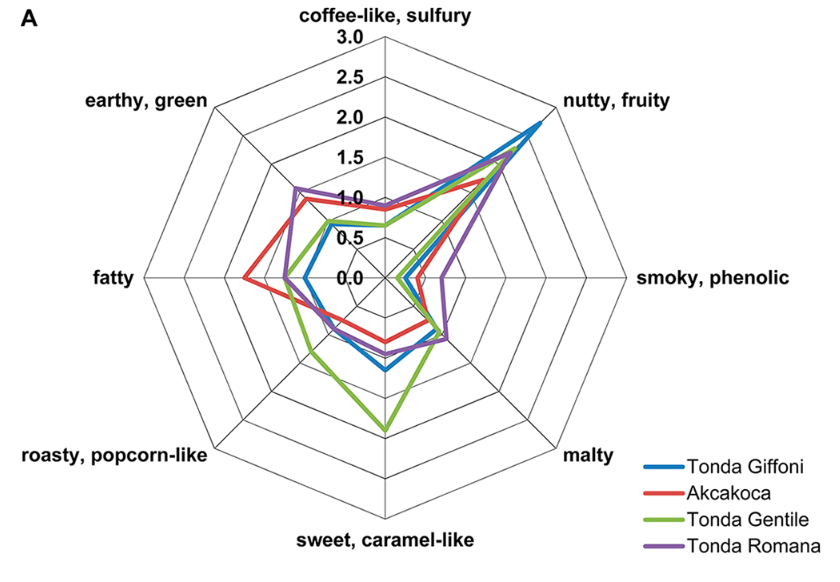 A
coffee-like, sulfury
3.0
2.5
2.0
1.5
1.0
0.5
0.0
earthy, green
nutty, fruity
fatty
smoky, phenolic
roasty, popcorn-like
malty
sweet, caramel-like
Tonda Giffoni
Akcakoca
Tonda Gentile
Tonda Romana